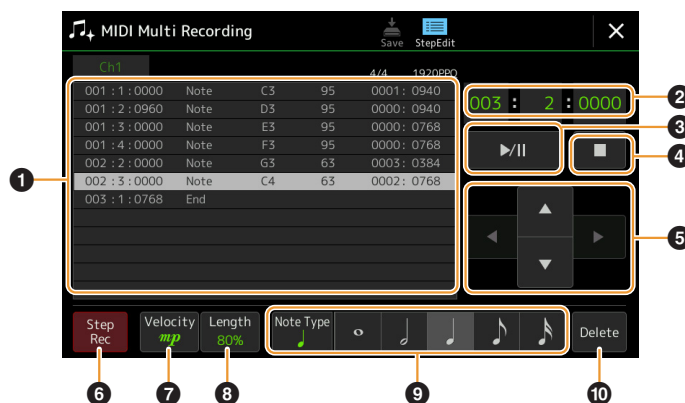 MIDI Multi Recording
Save
StepEdit
Ch1
4/4 1920PPQ
001 : 1 : 0000 Note C3 95 0001 : 0940
001 : 2 : 0960 Note D3 95 0000 : 0940
001 : 3 : 0000 Note E3 95 0000 : 0768
001 : 4 : 0000 Note F3 95 0000 : 0768
002 : 2 : 0000 Note G3 63 0003 : 0384
002 : 3 : 0000 Note C4 63 0002 : 0768
003 : 1 : 0768 End
003 : 2 : 0000
1
2
3
4
5
Step Rec
Velocity
mp
Length
80%
Note Type
Delete
6
7
8
9
10